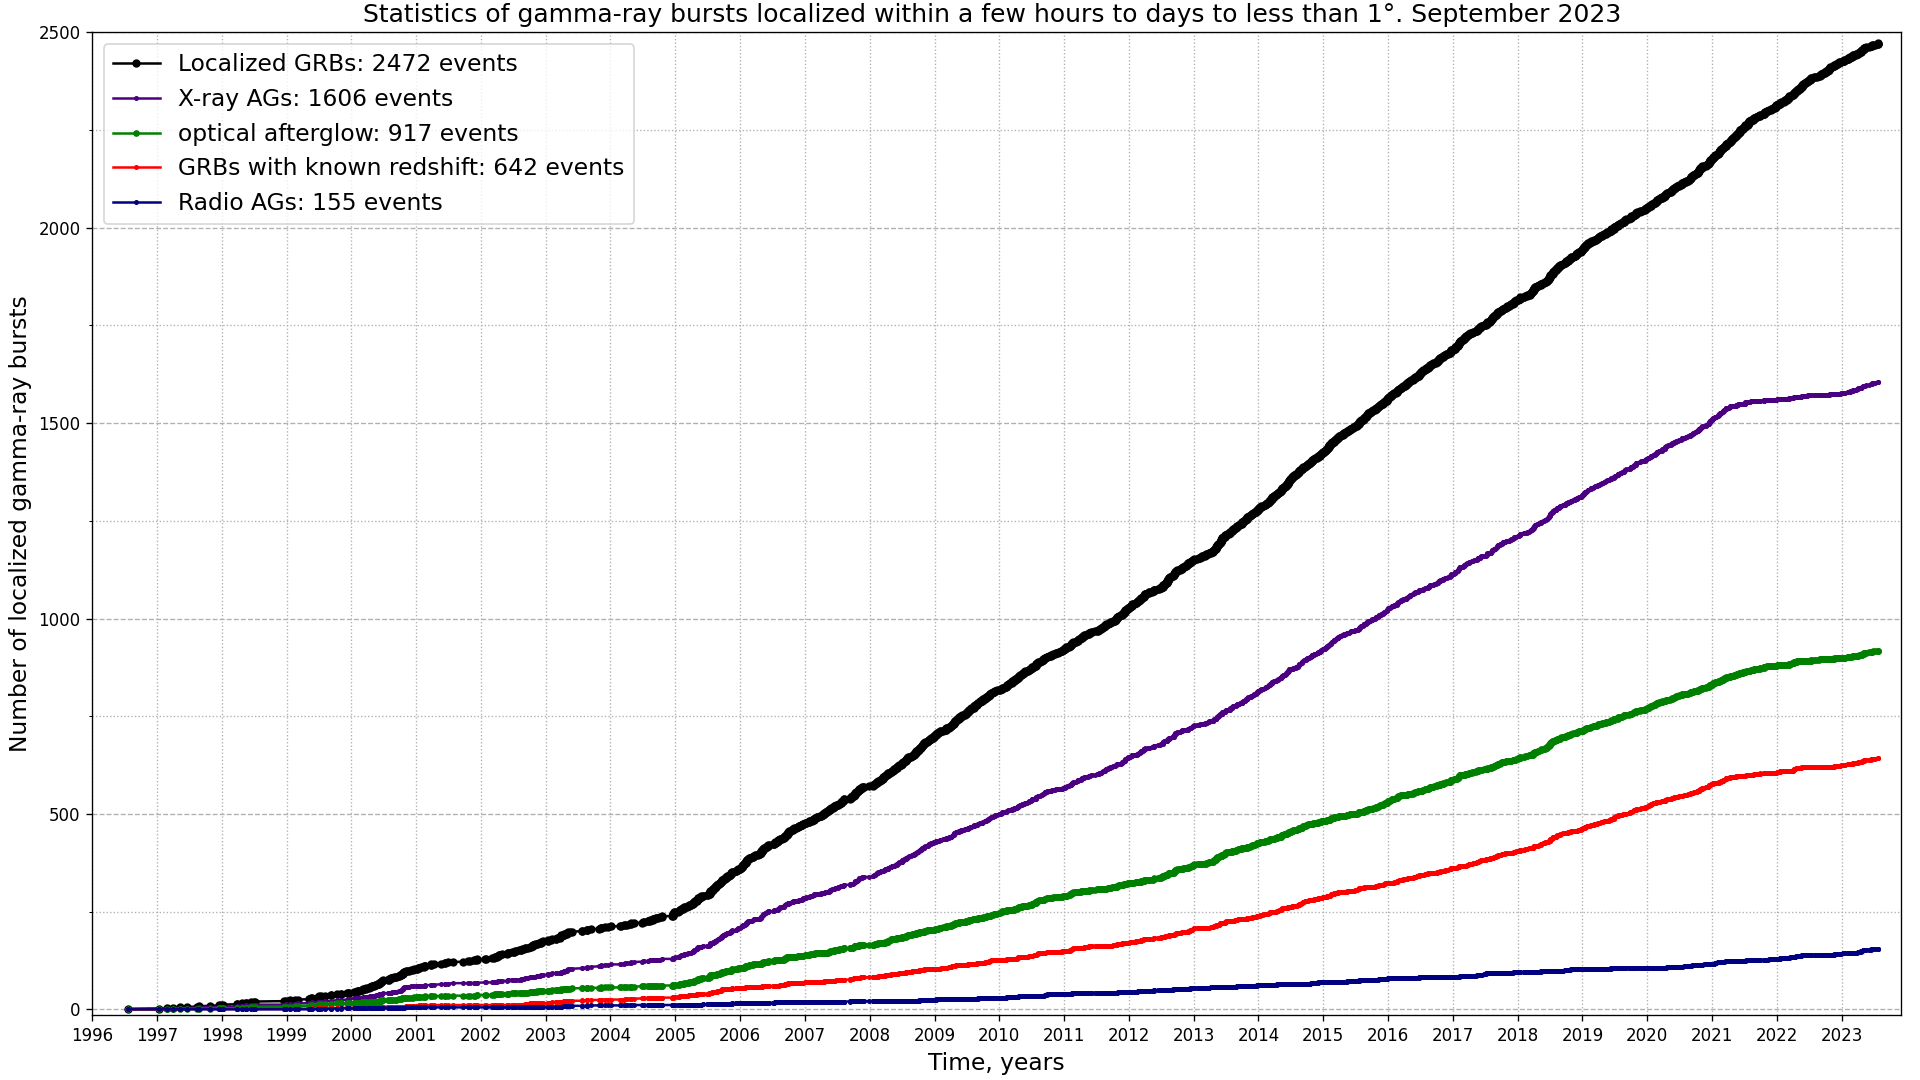 Statistics of gamma-ray bursts localized within a few hours to days to less than 1°. September 2023
Localized GRBs: 2472 events
X-ray AGs: 1606 events
optical afterglow: 917 events
GRBs with known redshift: 642 events
Radio AGs: 155 events
Number of localized gamma-ray bursts
2500
2000
1500
1000
500
0
1996 1997 1998 1999 2000 2001 2002 2003 2004 2005 2006 2007 2008 2009 2010 2011 2012 2013 2014 2015 2016 2017 2018 2019 2020 2021 2022 2023
Time, years